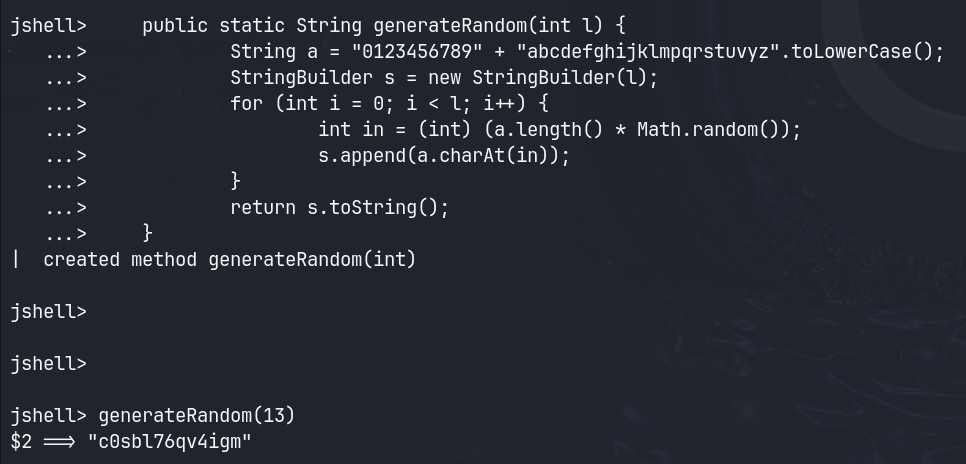 jshell>     public static String generateRandom(int l) {
   ...>             String a = "0123456789" + "abcdefghijklmpqrstuvyz".toLowerCase();
   ...>             StringBuilder s = new StringBuilder(l);
   ...>             for (int i = 0; i < l; i++) {
   ...>                     int in = (int) (a.length() * Math.random());
   ...>                     s.append(a.charAt(in));
   ...>             }
   ...>             return s.toString();
   ...>     }
|  created method generateRandom(int)
jshell>
jshell>
jshell> generateRandom(13)
$2 ==> "c0sbl76qv4igm"